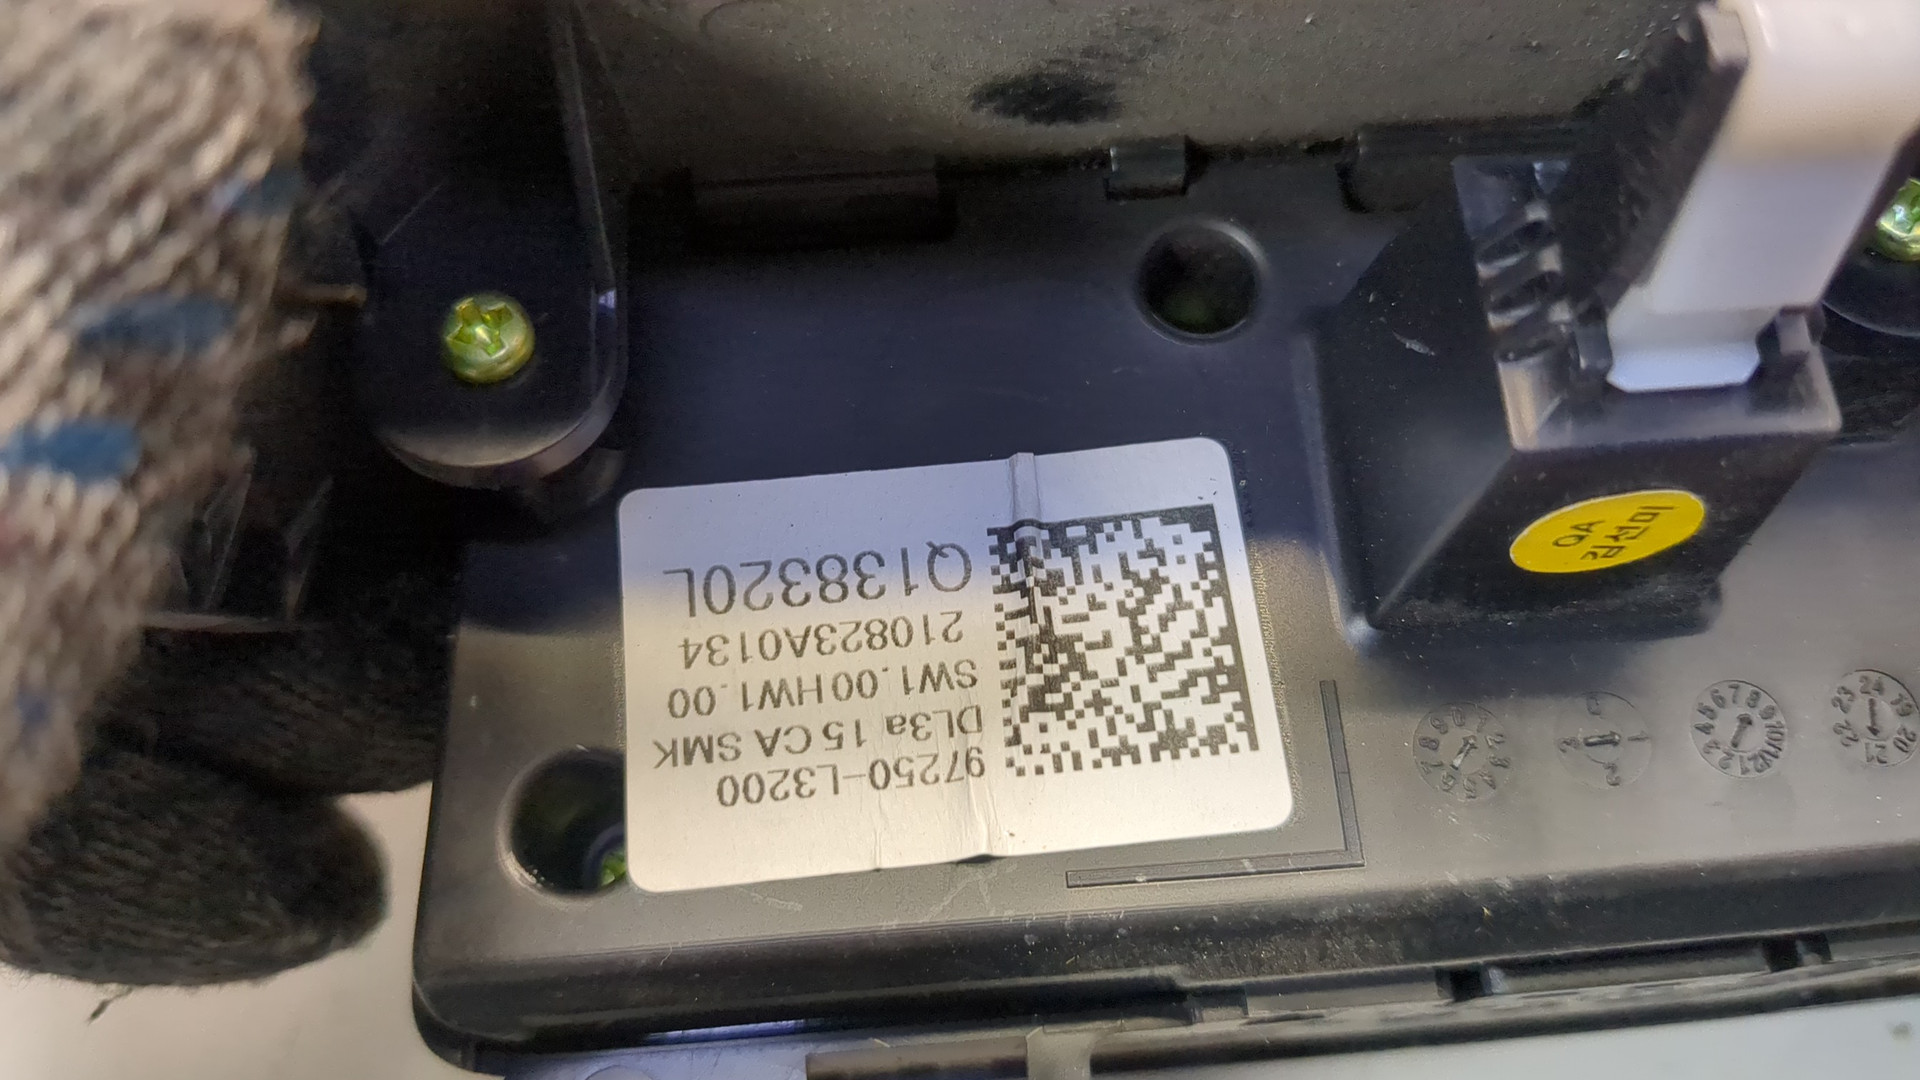 97250-L3200
DL3a 15 CA SMK
SW1.00HW1.00
210823A0134
Q138320L
QA